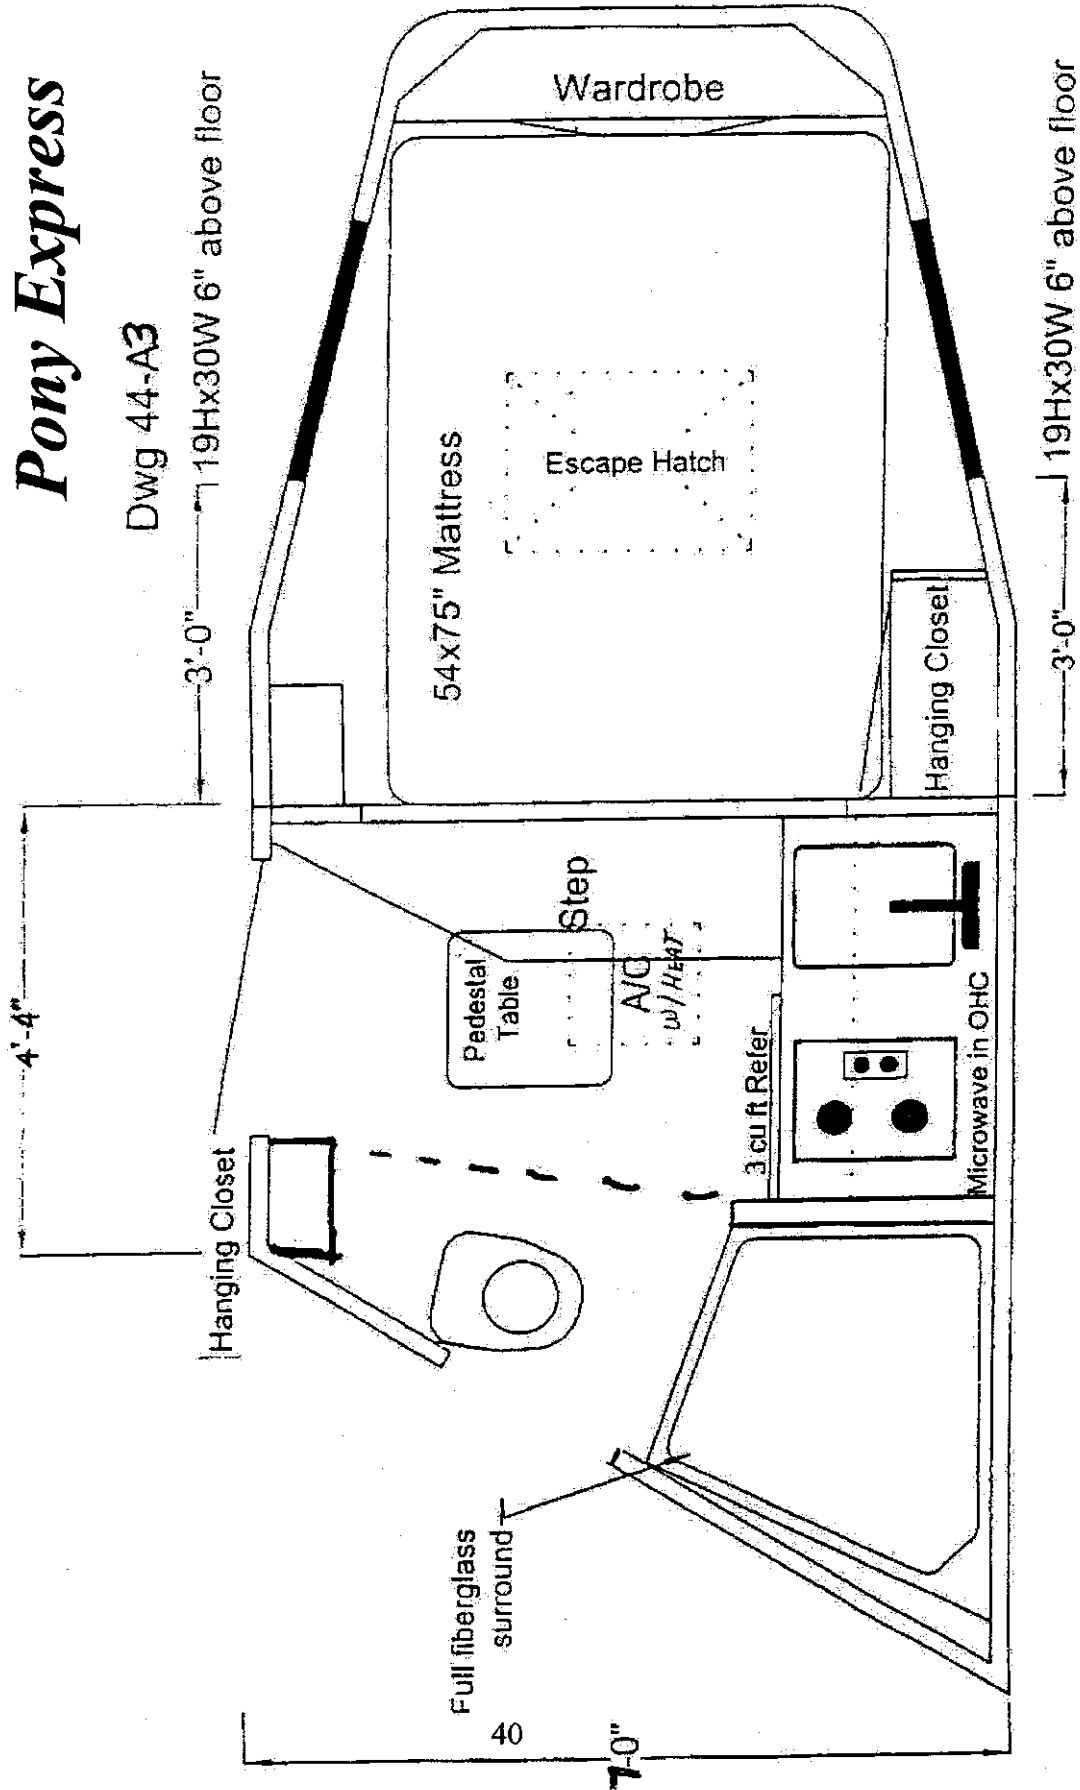 Pony Express
Dwg 44-A3
4'-4"
3'-0"
19Hx30W 6" above floor
Hanging Closet
Wardrobe
54x75" Mattress
Escape Hatch
Pedestal
Table
Step
A/C
W/HEAT
3 cu ft Refer
Microwave in OHC
Hanging Closet
Full fiberglass
surround
40
7-0"
3'-0"
19Hx30W 6" above floor